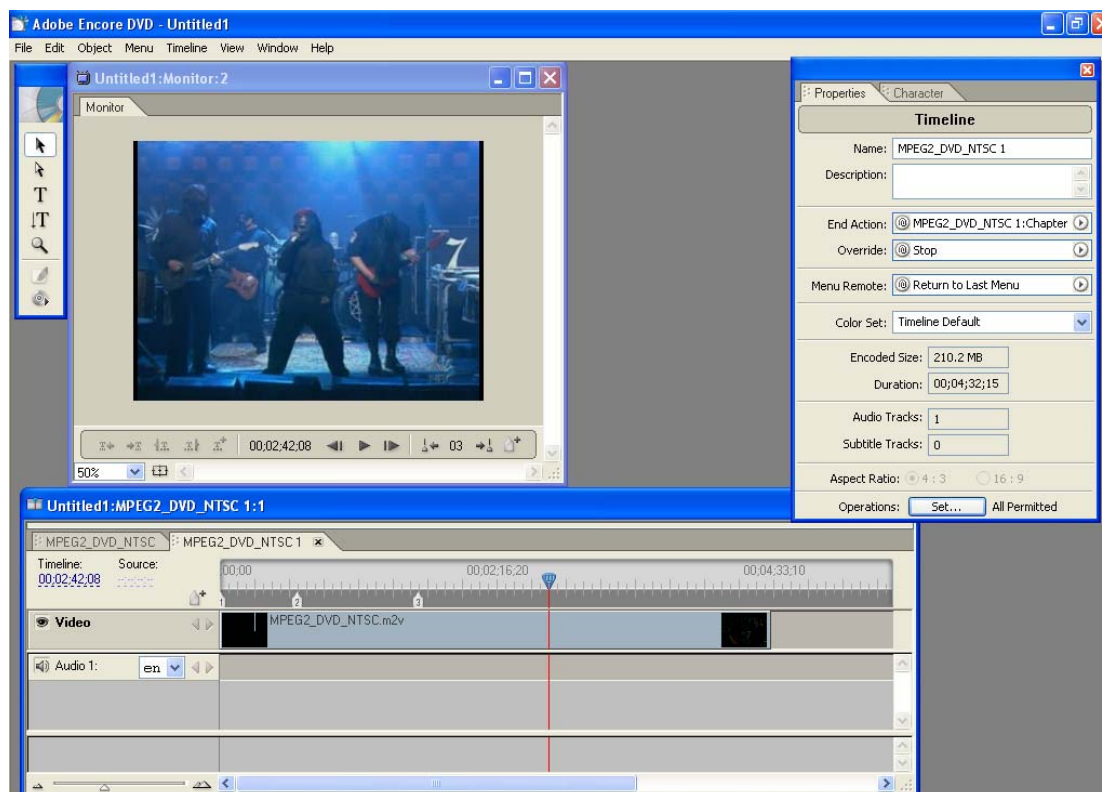 Adobe Encore DVD - Untitled1
File Edit Object Menu Timeline View Window Help
Untitled1:Monitor:2
Monitor
00;02;42;08
03
50%
Properties Character
Timeline
Name: MPEG2_DVD_NTSC 1
Description:
End Action: MPEG2_DVD_NTSC 1:Chapter
Override: Stop
Menu Remote: Return to Last Menu
Color Set: Timeline Default
Encoded Size: 210.2 MB
Duration: 00;04;32;15
Audio Tracks: 1
Subtitle Tracks: 0
Aspect Ratio: 4 : 3 16 : 9
Operations: Set... All Permitted
Untitled1:MPEG2_DVD_NTSC 1:1
MPEG2_DVD_NTSC MPEG2_DVD_NTSC 1
Timeline: Source:
00;02;42;08
00;00 00;02;16;20 00;04;33;10
1 2 3
Video
MPEG2_DVD_NTSC.m2v
Audio 1: en